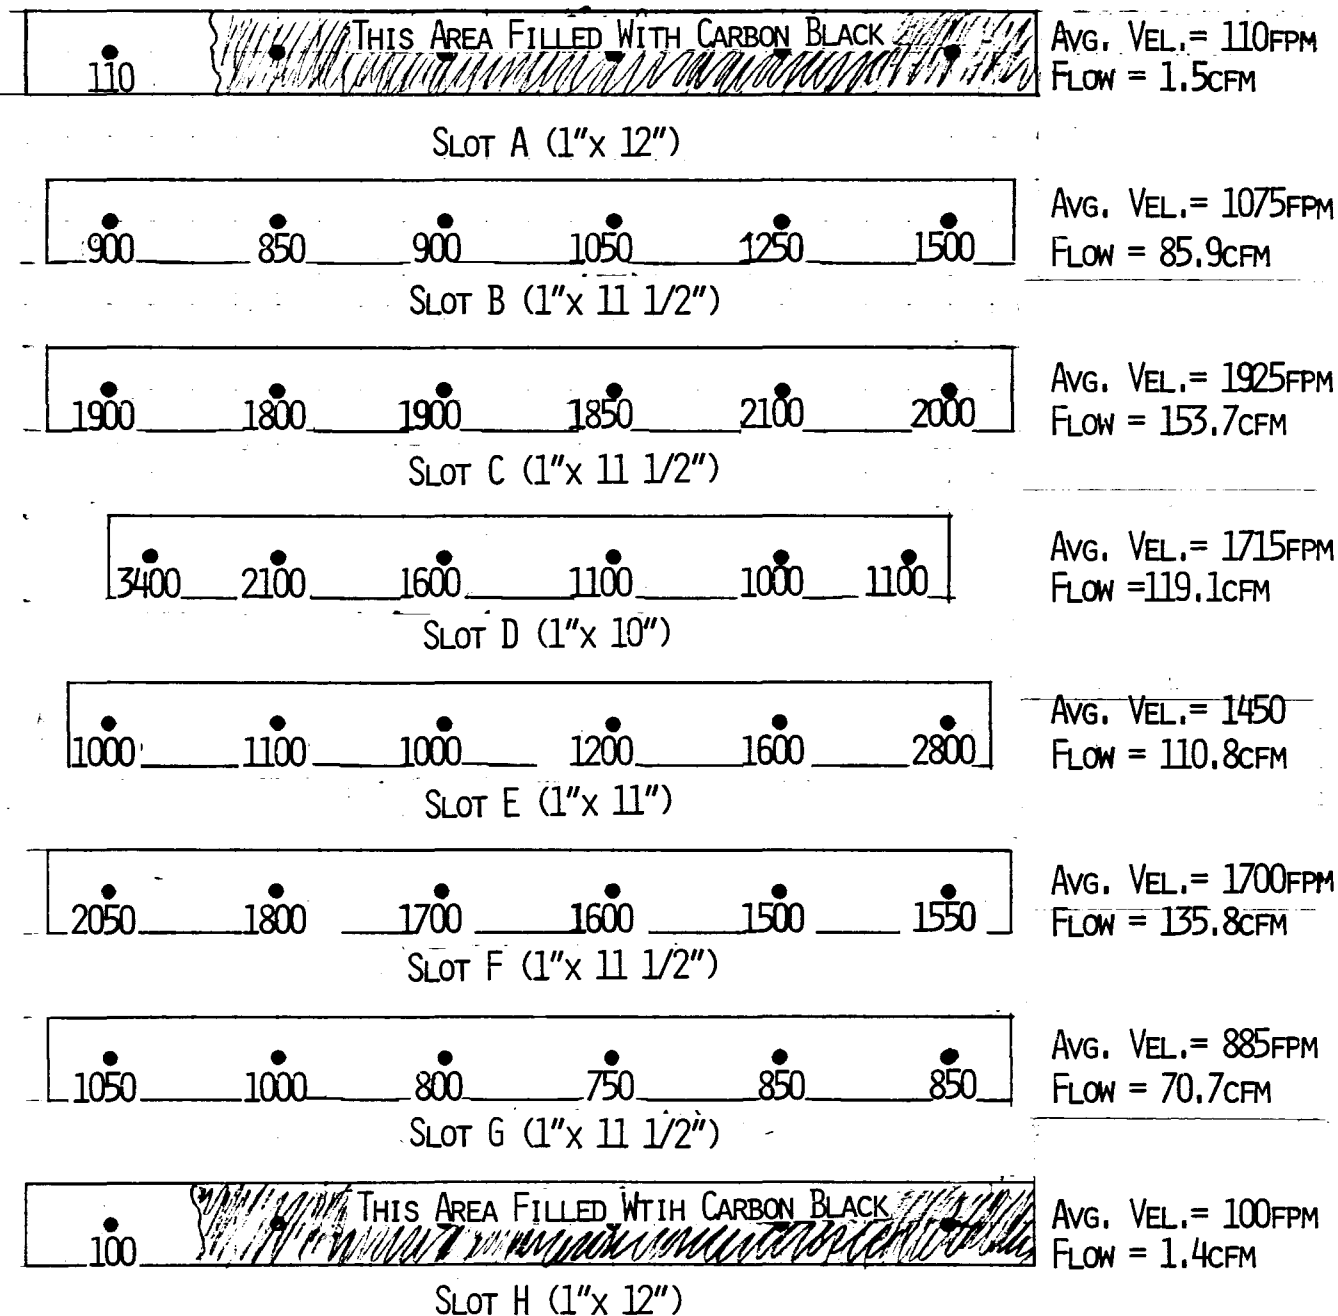 THIS AREA FILLED WITH CARBON BLACK
110
AVG. VEL.= 110FPM
FLOW = 1.5CFM
SLOT A (1"X 12")
900 850 900 1050 1250 1500
AVG. VEL.= 1075FPM
FLOW = 85.9CFM
SLOT B (1"X 11 1/2")
1900 1800 1900 1850 2100 2000
AVG. VEL.= 1925FPM
FLOW = 153.7CFM
SLOT C (1"X 11 1/2")
3400 2100 1600 1100 1000 1100
AVG. VEL.= 1715FPM
FLOW =119.1CFM
SLOT D (1"X 10")
1000 1100 1000 1200 1600 2800
AVG. VEL.= 1450
FLOW = 110.8CFM
SLOT E (1"X 11")
2050 1800 1700 1600 1500 1550
AVG. VEL.= 1700FPM
FLOW = 135.8CFM
SLOT F (1"X 11 1/2")
1050 1000 800 750 850 850
AVG. VEL.= 885FPM
FLOW = 70.7CFM
SLOT G (1"X 11 1/2")
THIS AREA FILLED WTIH CARBON BLACK
100
AVG. VEL.= 100FPM
FLOW = 1.4CFM
SLOT H (1"X 12")